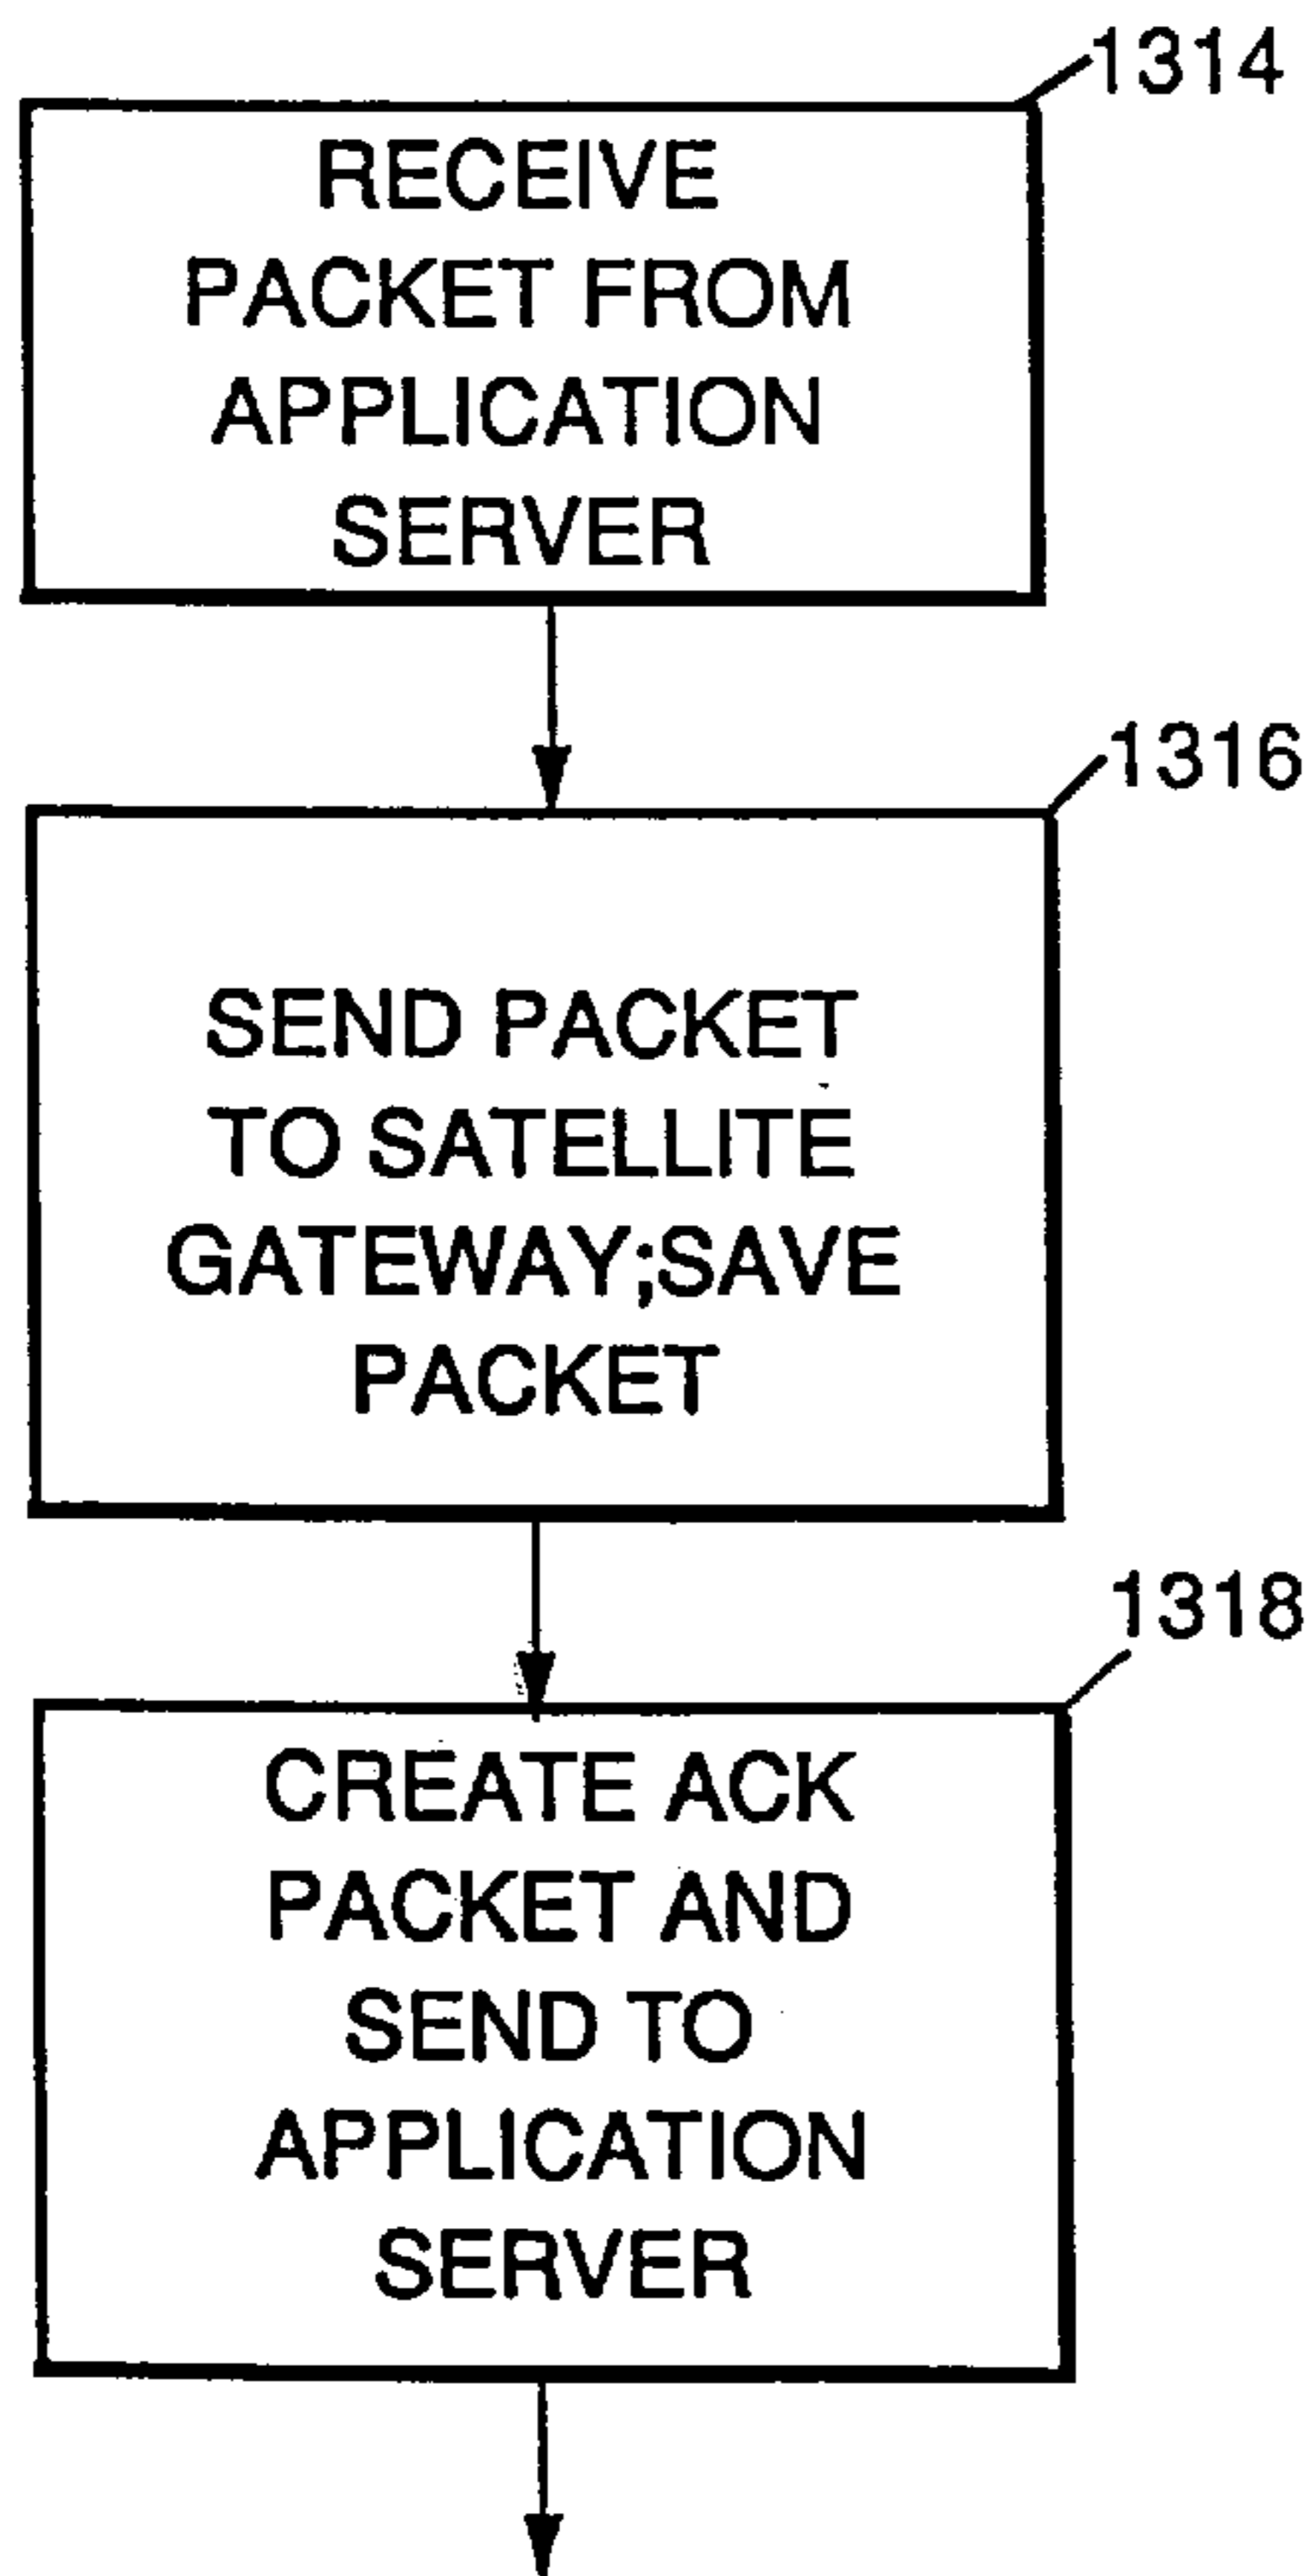 1314
RECEIVE
PACKET FROM
APPLICATION
SERVER
1316
SEND PACKET
TO SATELLITE
GATEWAY;SAVE
PACKET
1318
CREATE ACK
PACKET AND
SEND TO
APPLICATION
SERVER